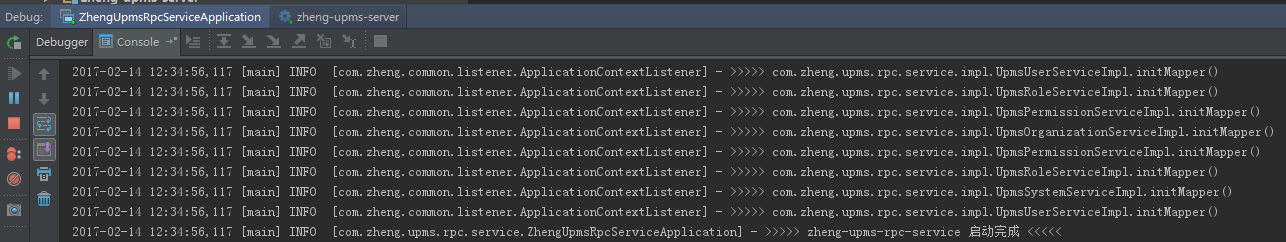 zheng-upms-server
Debug: ZhengUpmsRpcServiceApplication zheng-upms-server
Debugger Console
2017-02-14 12:34:56,117 [main] INFO  [com.zheng.common.listener.ApplicationContextListener] - >>>>> com.zheng.upms.rpc.service.impl.UpmsUserServiceImpl.initMapper()
2017-02-14 12:34:56,117 [main] INFO  [com.zheng.common.listener.ApplicationContextListener] - >>>>> com.zheng.upms.rpc.service.impl.UpmsRoleServiceImpl.initMapper()
2017-02-14 12:34:56,117 [main] INFO  [com.zheng.common.listener.ApplicationContextListener] - >>>>> com.zheng.upms.rpc.service.impl.UpmsPermissionServiceImpl.initMapper()
2017-02-14 12:34:56,117 [main] INFO  [com.zheng.common.listener.ApplicationContextListener] - >>>>> com.zheng.upms.rpc.service.impl.UpmsOrganizationServiceImpl.initMapper()
2017-02-14 12:34:56,117 [main] INFO  [com.zheng.common.listener.ApplicationContextListener] - >>>>> com.zheng.upms.rpc.service.impl.UpmsPermissionServiceImpl.initMapper()
2017-02-14 12:34:56,117 [main] INFO  [com.zheng.common.listener.ApplicationContextListener] - >>>>> com.zheng.upms.rpc.service.impl.UpmsRoleServiceImpl.initMapper()
2017-02-14 12:34:56,117 [main] INFO  [com.zheng.common.listener.ApplicationContextListener] - >>>>> com.zheng.upms.rpc.service.impl.UpmsSystemServiceImpl.initMapper()
2017-02-14 12:34:56,117 [main] INFO  [com.zheng.common.listener.ApplicationContextListener] - >>>>> com.zheng.upms.rpc.service.impl.UpmsUserServiceImpl.initMapper()
2017-02-14 12:34:56,117 [main] INFO  [com.zheng.upms.rpc.service.ZhengUpmsRpcServiceApplication] - >>>>> zheng-upms-rpc-service 启动完成 <<<<<